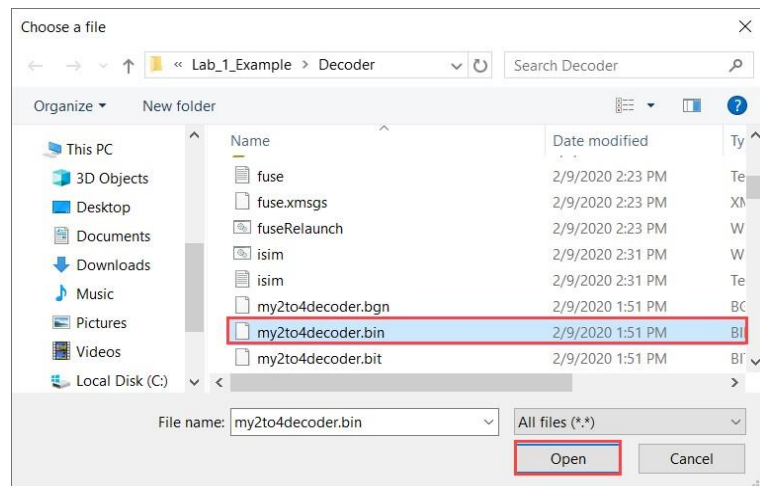 Choose a file
« Lab_1_Example > Decoder
Search Decoder
Organize
New folder
This PC
3D Objects
Desktop
Documents
Downloads
Music
Pictures
Videos
Local Disk (C:)
Name Date modified Ty
fuse 2/9/2020 2:23 PM Te
fuse.xmsgs 2/9/2020 2:23 PM
fuseRelaunch 2/9/2020 2:23 PM W
isim 2/9/2020 2:31 PM W
isim 2/9/2020 2:31 PM Te
my2to4decoder.bgn 2/9/2020 1:51 PM
my2to4decoder.bin 2/9/2020 1:51 PM
my2to4decoder.bit 2/9/2020 1:51 PM
File name: my2to4decoder.bin All files (*.*)
Open Cancel